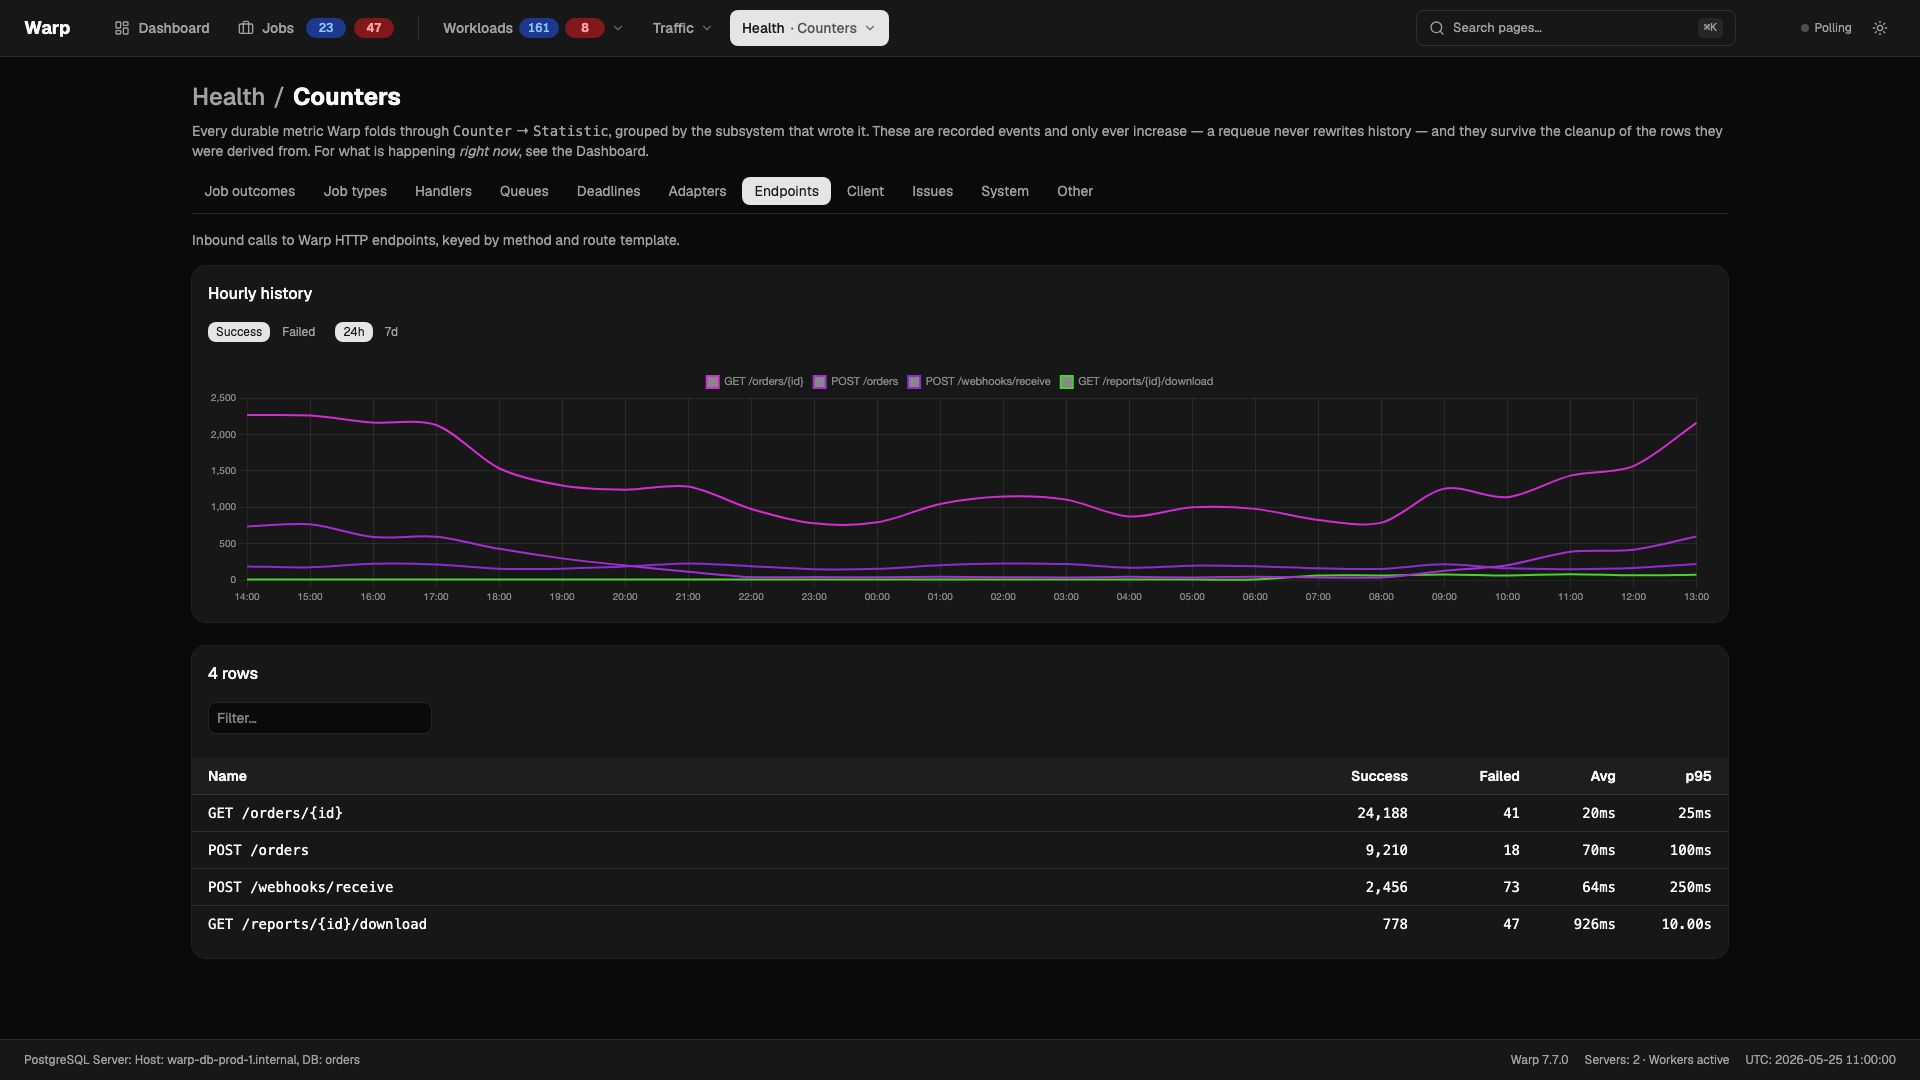 Warp Dashboard Jobs 23 47 Workloads 161 8 Traffic Health · Counters Search pages... ⌘K Polling
Health / Counters
Every durable metric Warp folds through Counter → Statistic, grouped by the subsystem that wrote it. These are recorded events and only ever increase — a requeue never rewrites history — and they survive the cleanup of the rows they
were derived from. For what is happening right now, see the Dashboard.
Job outcomes Job types Handlers Queues Deadlines Adapters Endpoints Client Issues System Other
Inbound calls to Warp HTTP endpoints, keyed by method and route template.
Hourly history
Success Failed 24h 7d
GET /orders/{id} POST /orders POST /webhooks/receive GET /reports/{id}/download
2,500
2,000
1,500
1,000
500
0
14:00 15:00 16:00 17:00 18:00 19:00 20:00 21:00 22:00 23:00 00:00 01:00 02:00 03:00 04:00 05:00 06:00 07:00 08:00 09:00 10:00 11:00 12:00 13:00
4 rows
Filter...
Name Success Failed Avg p95
GET /orders/{id} 24,188 41 20ms 25ms
POST /orders 9,210 18 70ms 100ms
POST /webhooks/receive 2,456 73 64ms 250ms
GET /reports/{id}/download 778 47 926ms 10.00s
PostgreSQL Server: Host: warp-db-prod-1.internal, DB: orders Warp 7.7.0 Servers: 2 · Workers active UTC: 2026-05-25 11:00:00